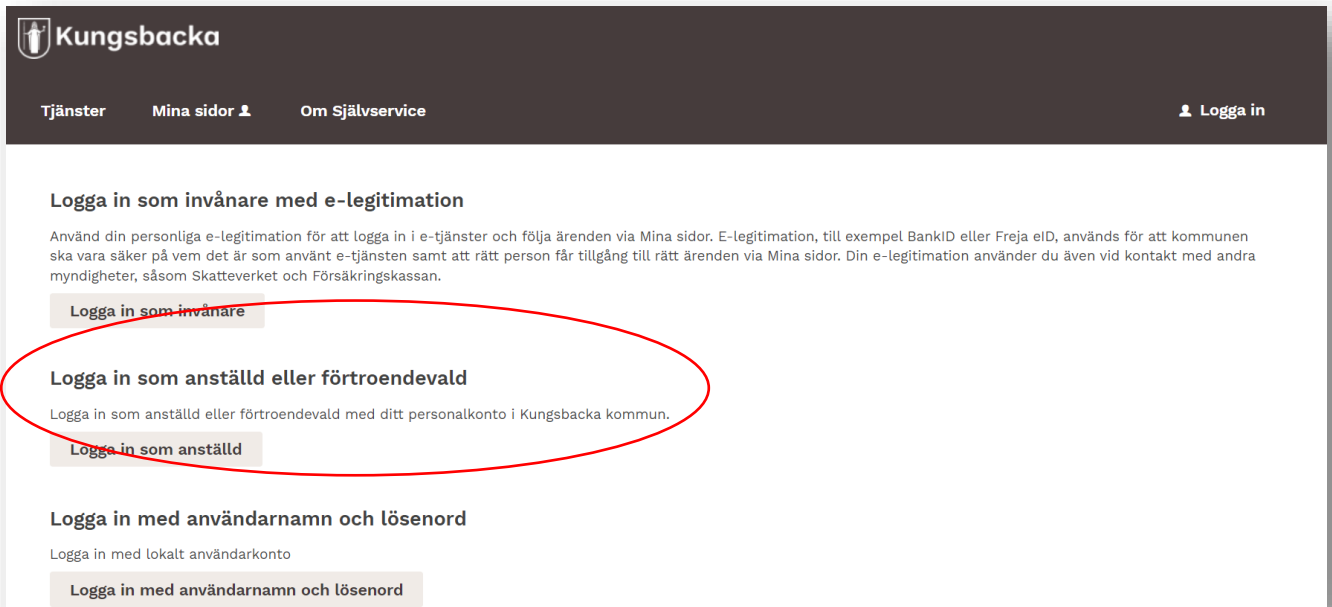 Kungsbacka
Tjänster Mina sidor Om Självservice Logga in
Logga in som invånare med e-legitimation
Använd din personliga e-legitimation för att logga in i e-tjänster och följa ärenden via Mina sidor. E-legitimation, till exempel BankID eller Freja eID, används för att kommunen
ska vara säker på vem det är som använt e-tjänsten samt att rätt person får tillgång till rätt ärenden via Mina sidor. Din e-legitimation använder du även vid kontakt med andra
myndigheter, såsom Skatteverket och Försäkringskassan.
Logga in som invånare
Logga in som anställd eller förtroendevald
Logga in som anställd eller förtroendevald med ditt personalkonto i Kungsbacka kommun.
Logga in som anställd
Logga in med användarnamn och lösenord
Logga in med lokalt användarkonto
Logga in med användarnamn och lösenord